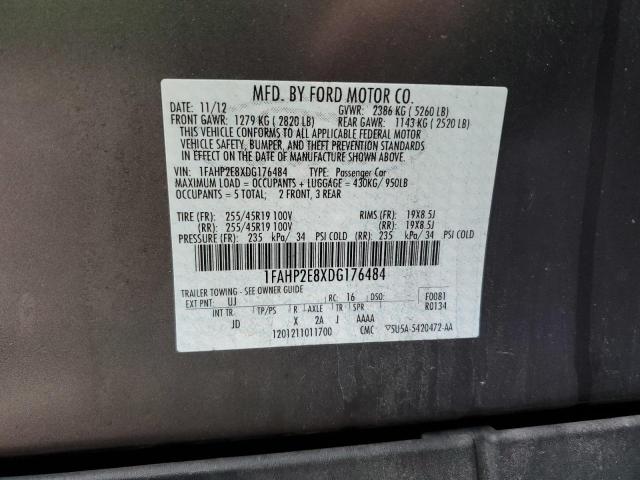 MFD. BY FORD MOTOR CO.
DATE: 11/12 GVWR: 2386 KG ( 5260 LB)
FRONT GAWR: 1279 KG ( 2820 LB) REAR GAWR: 1143 KG ( 2520 LB)
THIS VEHICLE CONFORMS TO ALL APPLICABLE FEDERAL MOTOR
VEHICLE SAFETY, BUMPER, AND THEFT PREVENTION STANDARDS
IN EFFECT ON THE DATE OF MANUFACTURE SHOWN ABOVE.
VIN: 1FAHP2E8XDG176484 TYPE: Passenger Car
MAXIMUM LOAD = OCCUPANTS + LUGGAGE = 430KG/ 950LB
OCCUPANTS = 5 TOTAL; 2 FRONT, 3 REAR
TIRE (FR): 255/45R19 100V RIMS (FR): 19X8.5J
(RR): 255/45R19 100V (RR): 19X8.5J
PRESSURE (FR): 235 kPa/ 34 PSI COLD (RR): 235 kPa/ 34 PSI COLD
1FAHP2E8XDG176484
TRAILER TOWING - SEE OWNER GUIDE
EXT PNT: UJ RC: 16 DSO: F0081
INT TR TP/PS R AXLE TR SPR R0134
JD X 2A J AAAA
1201211011700 CMC 5U5A-5420472-AA